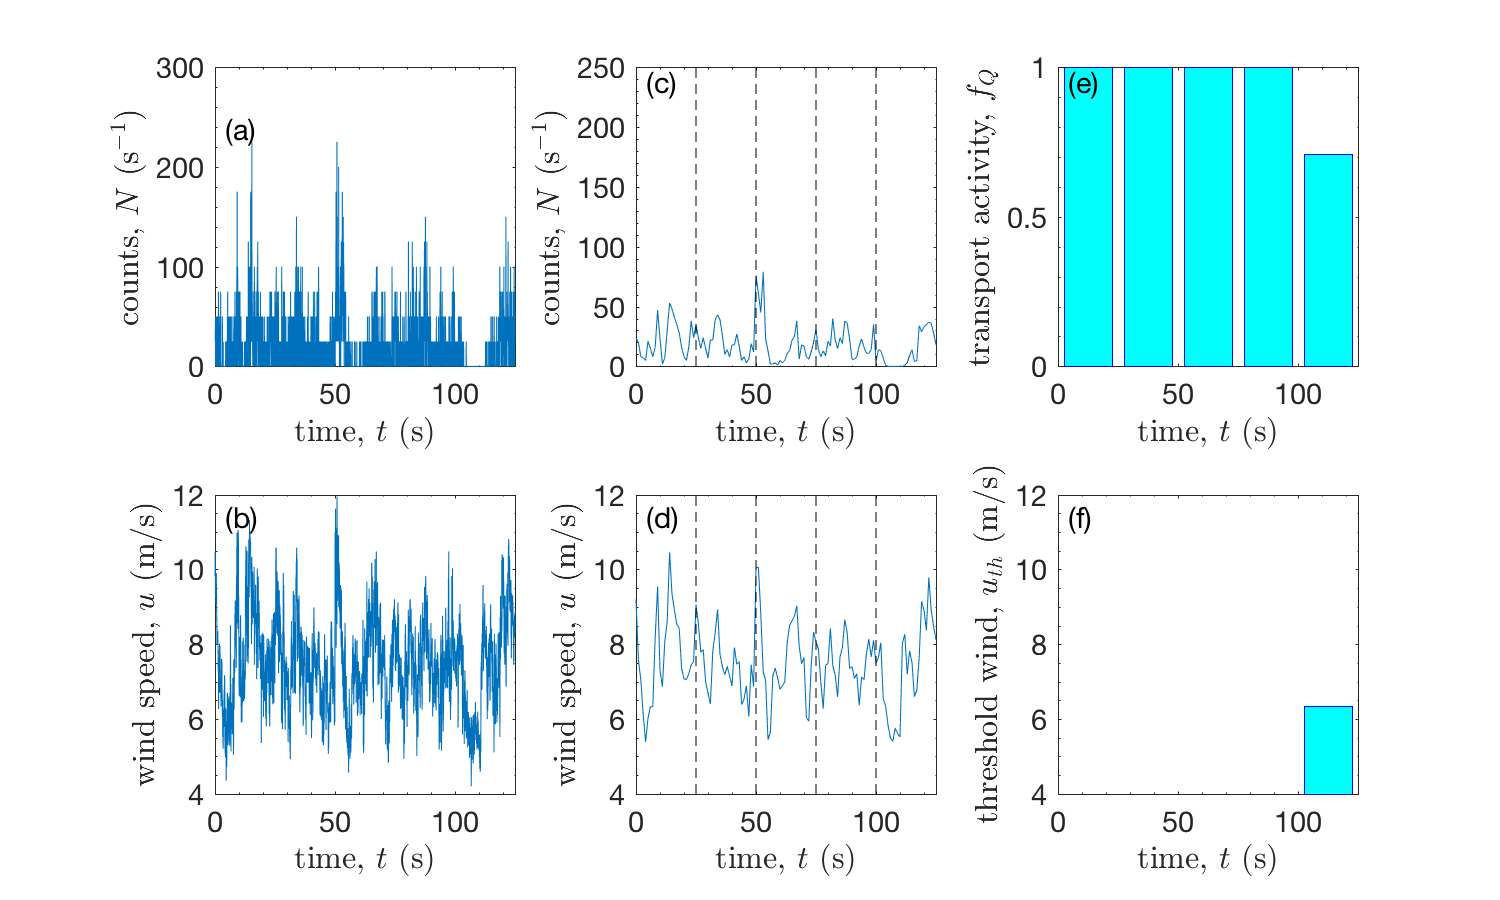 (a)
counts, N (s⁻¹)
300
200
100
0
0 50 100
time, t (s)
(c)
counts, N (s⁻¹)
250
200
150
100
50
0
0 50 100
time, t (s)
(e)
transport activity, f_Q
1
0.5
0
0 50 100
time, t (s)
(b)
wind speed, u (m/s)
12
10
8
6
4
0 50 100
time, t (s)
(d)
wind speed, u (m/s)
12
10
8
6
4
0 50 100
time, t (s)
(f)
threshold wind, u_th (m/s)
12
10
8
6
4
0 50 100
time, t (s)